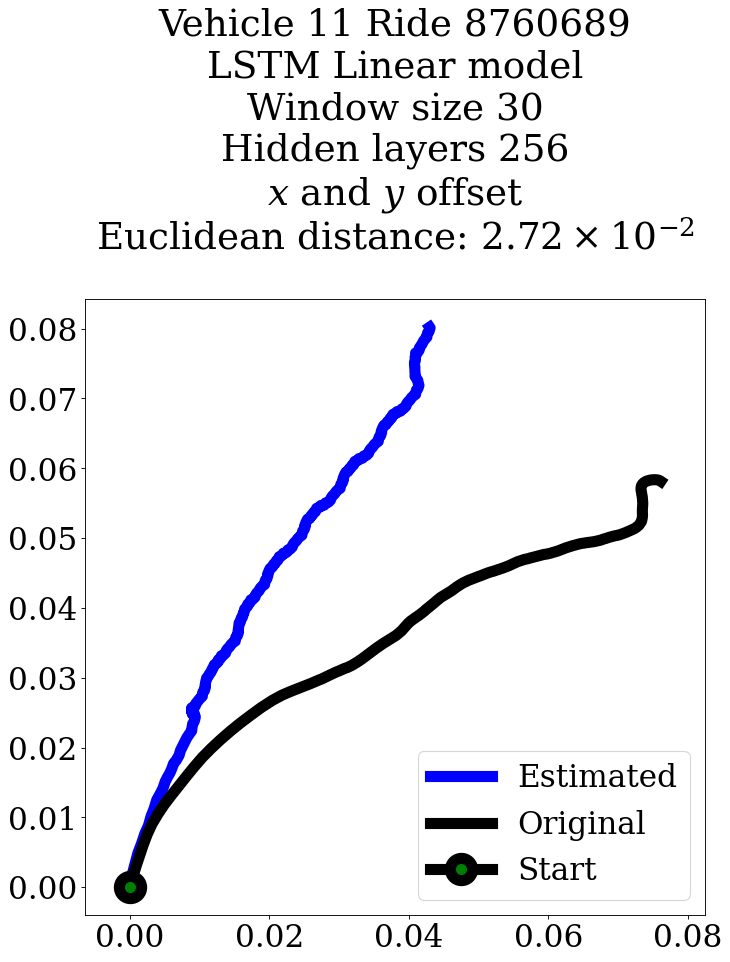 Vehicle 11 Ride 8760689
LSTM Linear model
Window size 30
Hidden layers 256
x and y offset
Euclidean distance: 2.72 × 10⁻²
0.08
0.07
0.06
0.05
0.04
0.03
0.02
0.01
0.00
Estimated
Original
Start
0.00 0.02 0.04 0.06 0.08